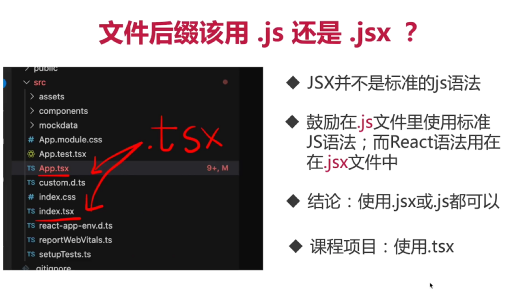 文件后缀该用 .js 还是 .jsx ？
public
src
assets
components
mockdata
# App.module.css
App.test.tsx
TS App.tsx 9+, M
TS custom.d.ts
# index.css
TS index.tsx
TS react-app-env.d.ts
TS reportWebVitals.ts
TS setupTests.ts
.gitignore
.tsx
◆ JSX并不是标准的js语法
◆ 鼓励在.js文件里使用标准
JS语法；而React语法用在
在.jsx文件中
◆ 结论：使用.jsx或.js都可以
◆ 课程项目：使用.tsx